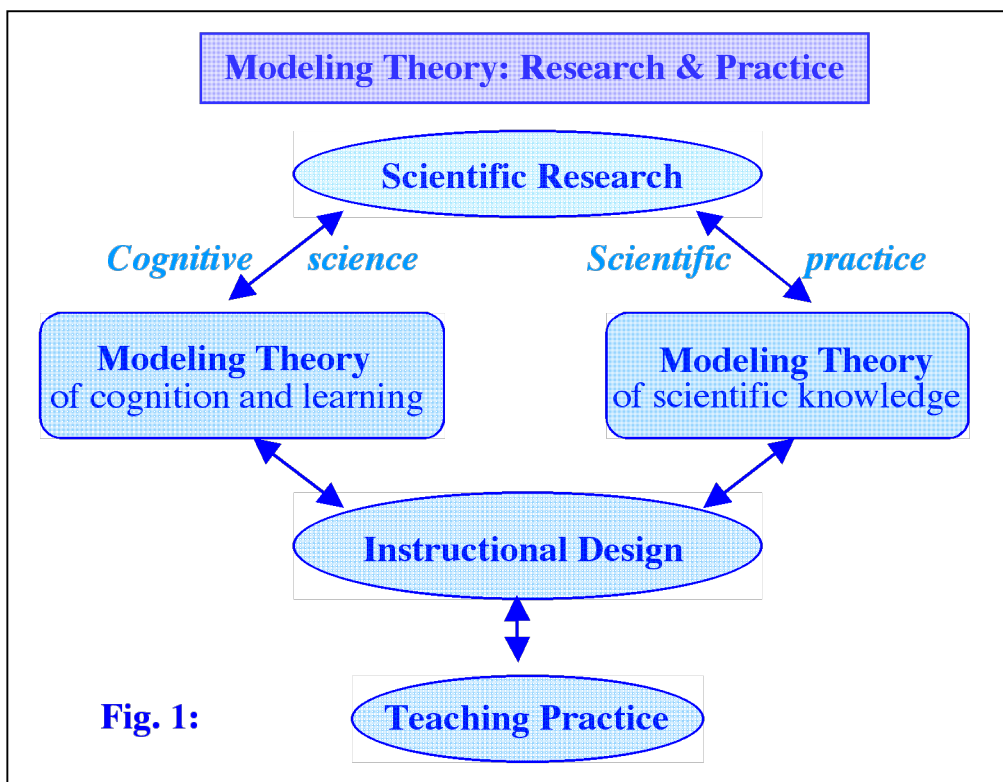 Modeling Theory: Research & Practice
Scientific Research
Cognitive science
Scientific practice
Modeling Theory
of cognition and learning
Modeling Theory
of scientific knowledge
Instructional Design
Teaching Practice
Fig. 1: